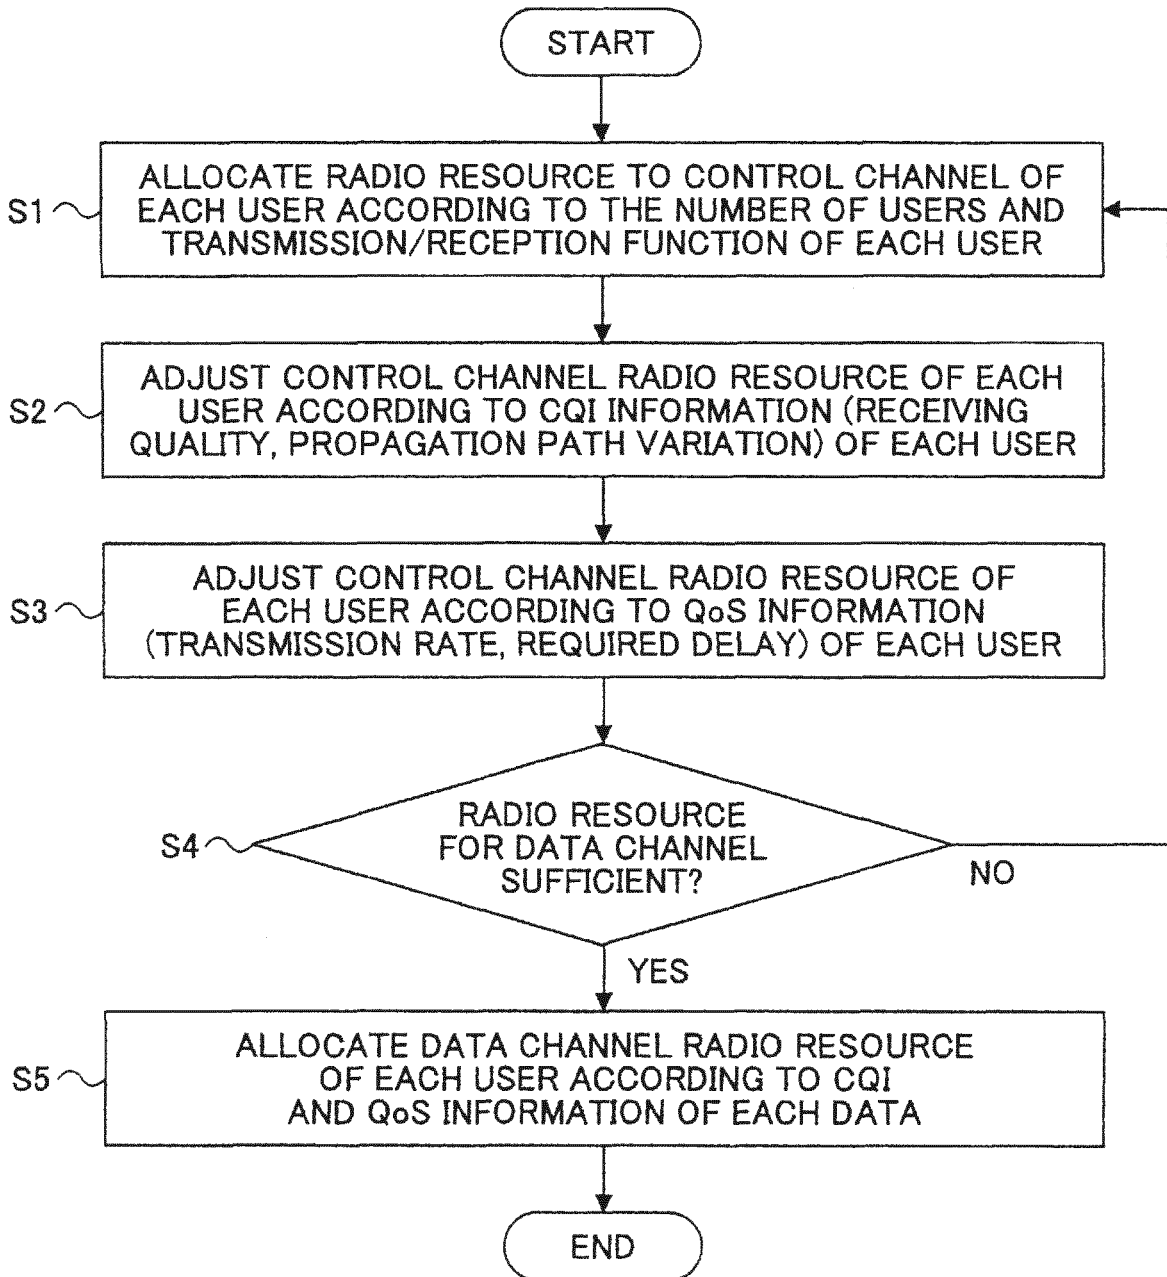 START
S1
ALLOCATE RADIO RESOURCE TO CONTROL CHANNEL OF
EACH USER ACCORDING TO THE NUMBER OF USERS AND
TRANSMISSION/RECEPTION FUNCTION OF EACH USER
S2
ADJUST CONTROL CHANNEL RADIO RESOURCE OF EACH
USER ACCORDING TO CQI INFORMATION (RECEIVING
QUALITY, PROPAGATION PATH VARIATION) OF EACH USER
S3
ADJUST CONTROL CHANNEL RADIO RESOURCE OF
EACH USER ACCORDING TO QoS INFORMATION
(TRANSMISSION RATE, REQUIRED DELAY) OF EACH USER
S4
RADIO RESOURCE
FOR DATA CHANNEL
SUFFICIENT?
NO
YES
S5
ALLOCATE DATA CHANNEL RADIO RESOURCE
OF EACH USER ACCORDING TO CQI
AND QoS INFORMATION OF EACH DATA
END